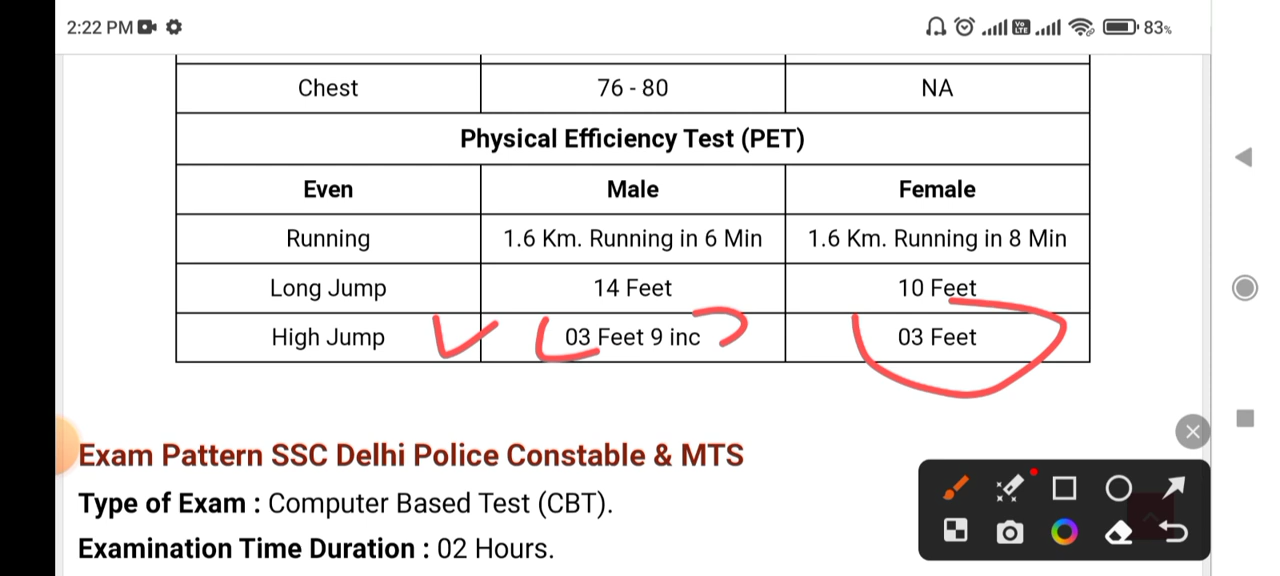 2:22 PM
Vo LTE
83%
Chest 76 - 80 NA
Physical Efficiency Test (PET)
Even Male Female
Running 1.6 Km. Running in 6 Min 1.6 Km. Running in 8 Min
Long Jump 14 Feet 10 Feet
High Jump 03 Feet 9 inc 03 Feet
Exam Pattern SSC Delhi Police Constable & MTS
Type of Exam : Computer Based Test (CBT).
Examination Time Duration : 02 Hours.